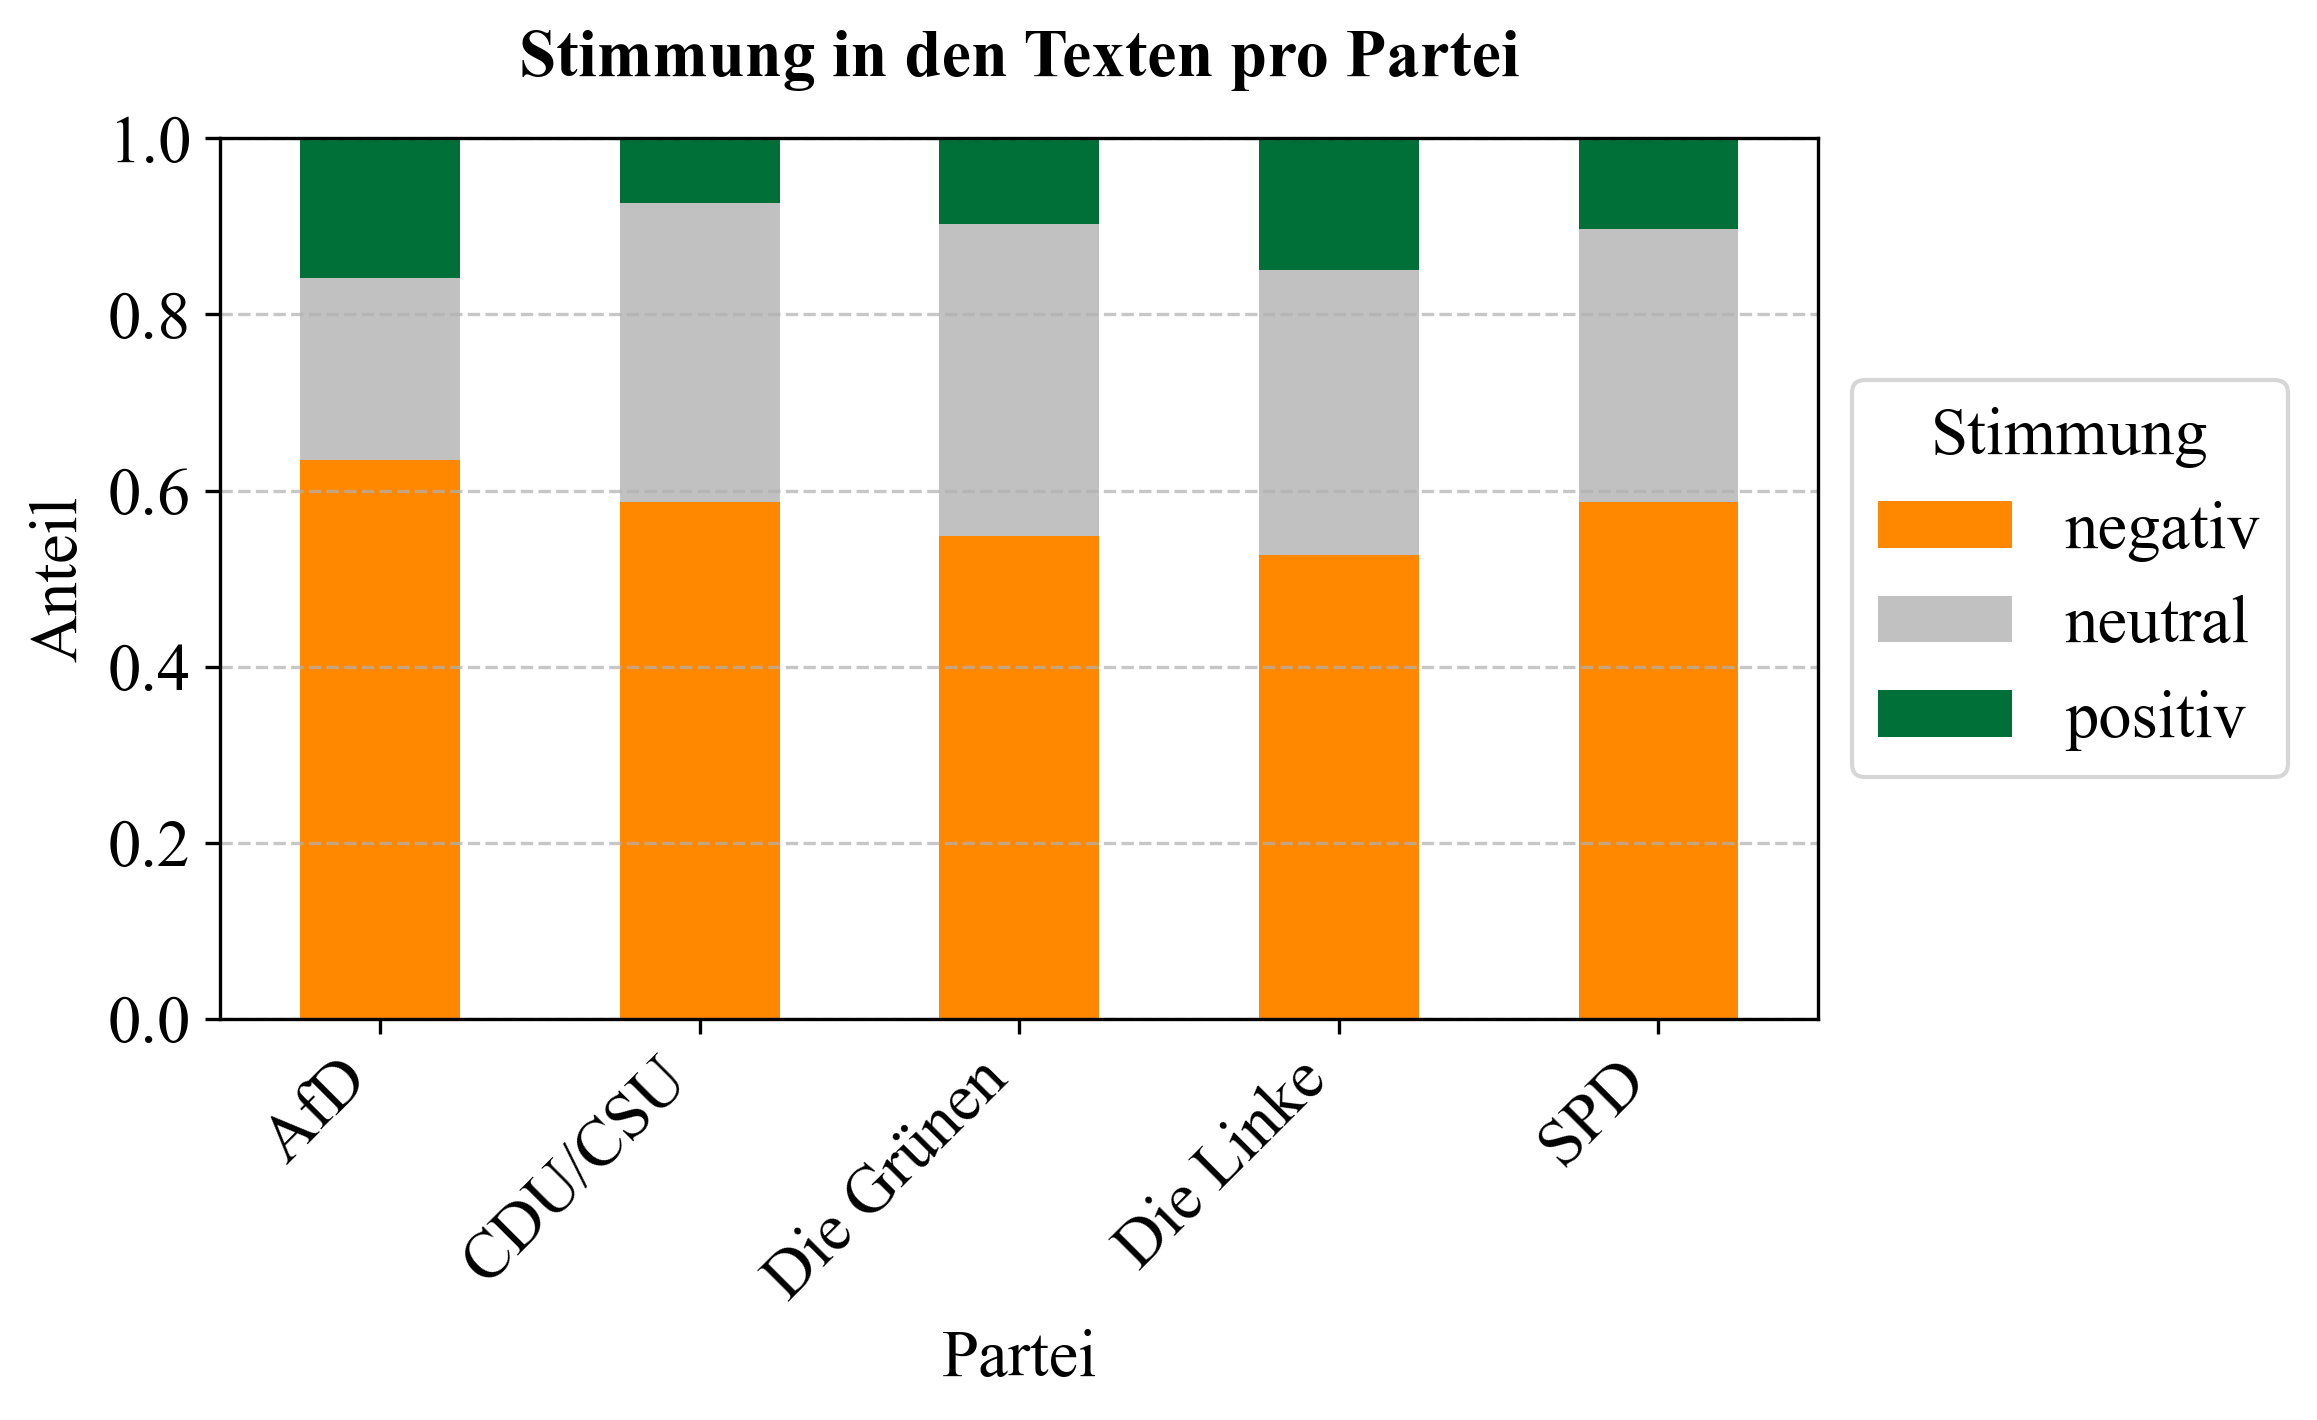 Stimmung in den Texten pro Partei
1.0
0.8
0.6
0.4
0.2
0.0
Anteil
AfD
CDU/CSU
Die Grünen
Die Linke
SPD
Partei
Stimmung
negativ
neutral
positiv